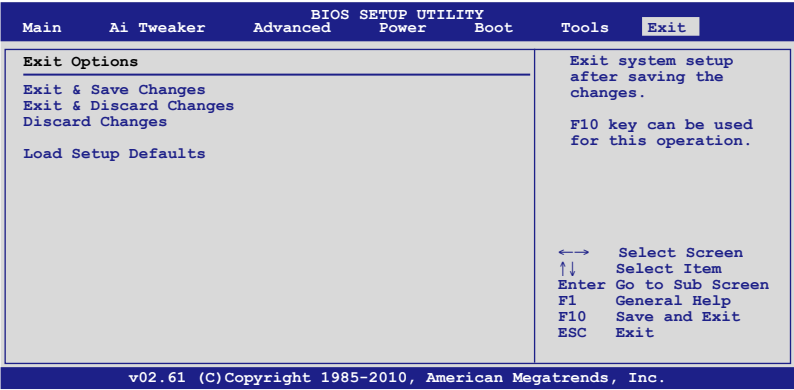 BIOS SETUP UTILITY
Main Ai Tweaker Advanced Power Boot Tools Exit
Exit Options
Exit & Save Changes
Exit & Discard Changes
Discard Changes
Load Setup Defaults
Exit system setup
after saving the
changes.
F10 key can be used
for this operation.
←→ Select Screen
↑↓ Select Item
Enter Go to Sub Screen
F1 General Help
F10 Save and Exit
ESC Exit
v02.61 (C)Copyright 1985-2010, American Megatrends, Inc.